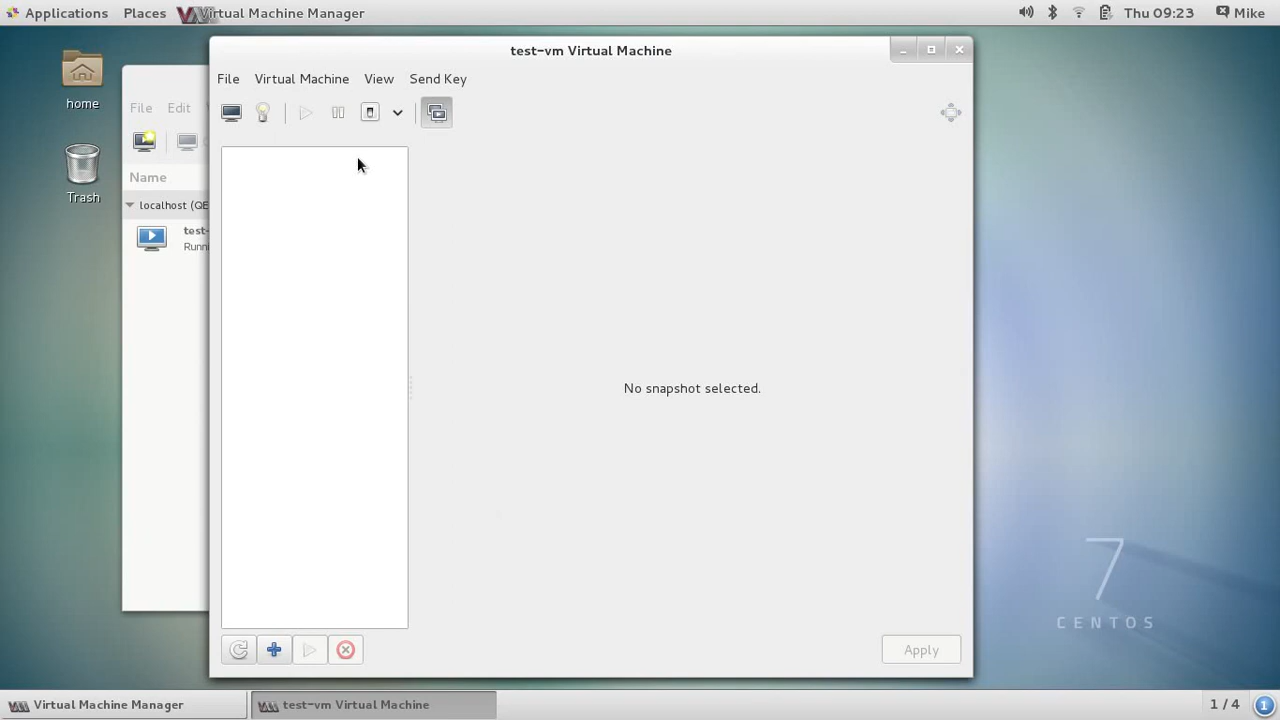 Applications Places Virtual Machine Manager Thu 09:23 Mike
home
Trash
File Edit
Name
localhost (QE
test-
Runni
test-vm Virtual Machine
File Virtual Machine View Send Key
No snapshot selected.
Apply
7
CENTOS
Virtual Machine Manager
test-vm Virtual Machine
1 / 4
1